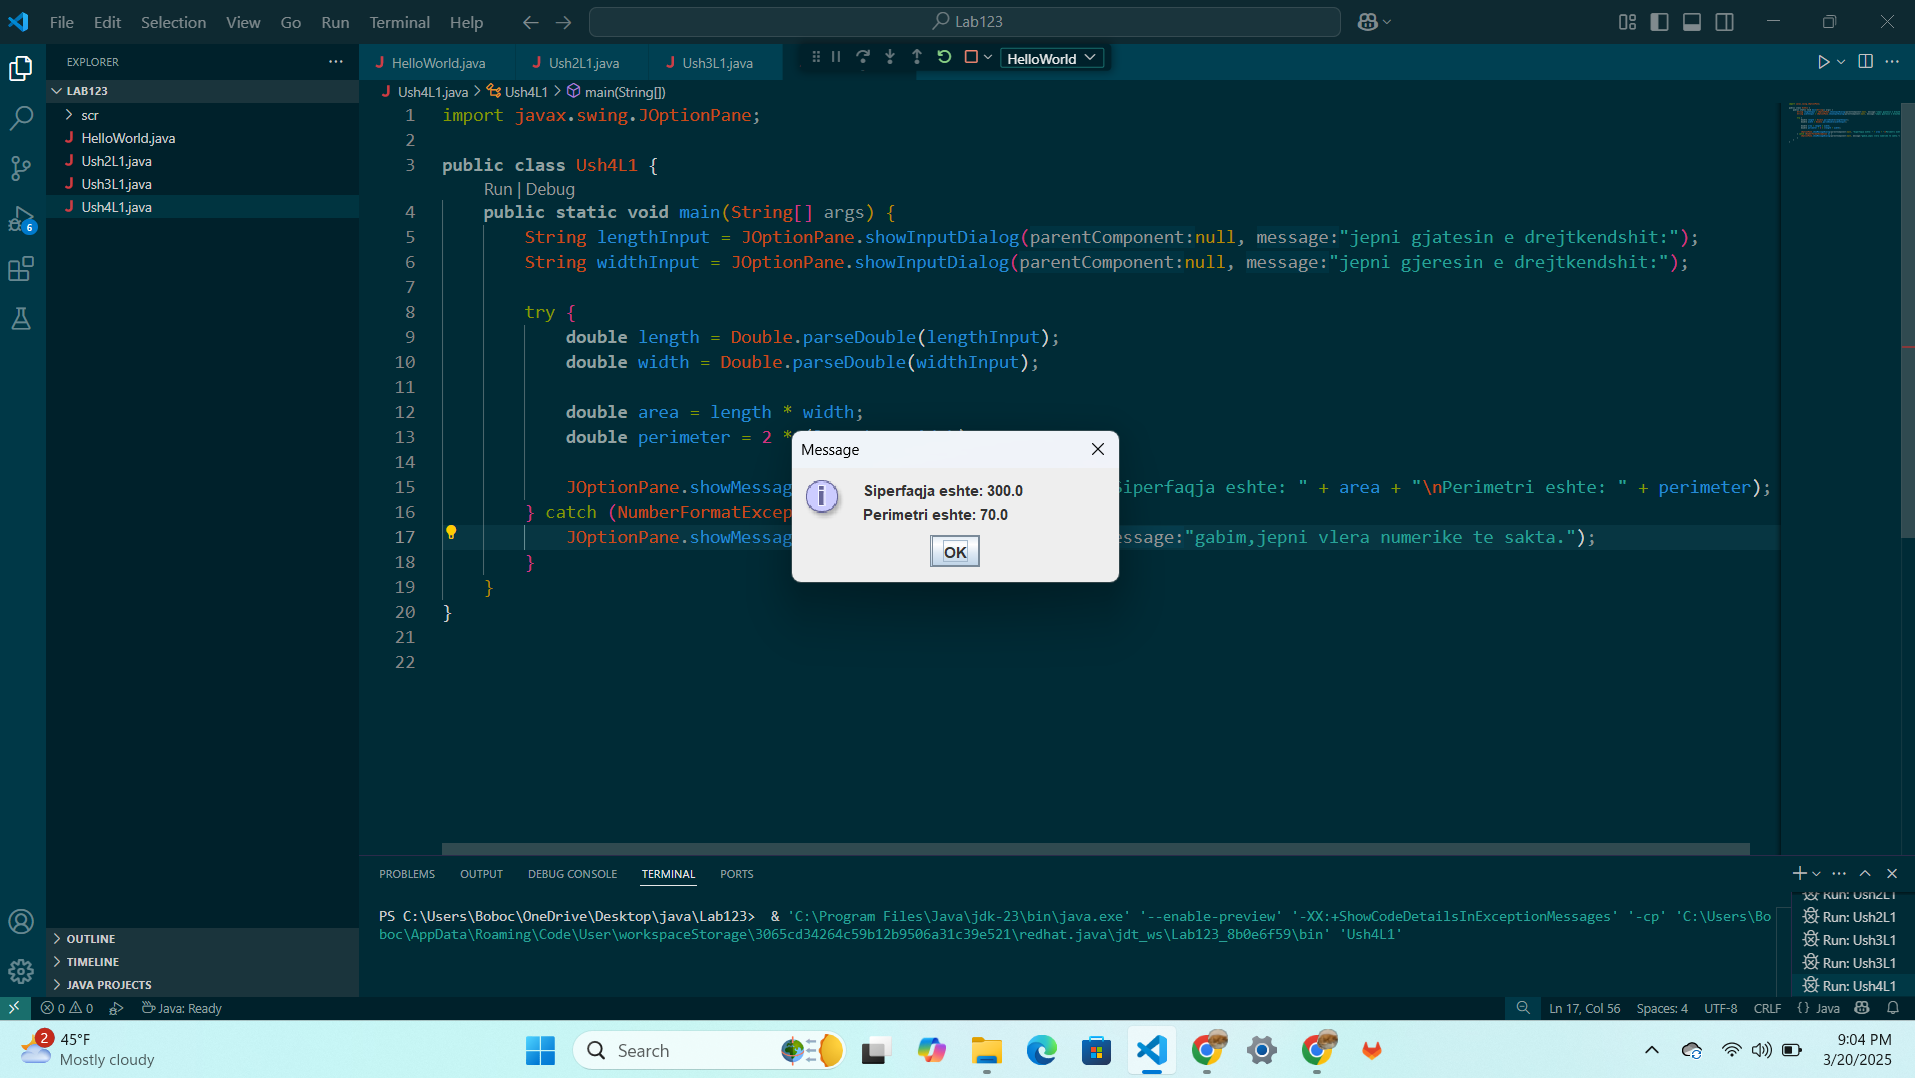 File Edit Selection View Go Run Terminal Help
Lab123
EXPLORER
LAB123
scr
HelloWorld.java
Ush2L1.java
Ush3L1.java
Ush4L1.java
OUTLINE
TIMELINE
JAVA PROJECTS
6
HelloWorld.java Ush2L1.java Ush3L1.java
HelloWorld
Ush4L1.java > Ush4L1 > main(String[])
1 import javax.swing.JOptionPane;
2
3 public class Ush4L1 {
Run | Debug
4 public static void main(String[] args) {
5 String lengthInput = JOptionPane.showInputDialog(parentComponent:null, message:"jepni gjatesin e drejtkendshit:");
6 String widthInput = JOptionPane.showInputDialog(parentComponent:null, message:"jepni gjeresin e drejtkendshit:");
7
8 try {
9 double length = Double.parseDouble(lengthInput);
10 double width = Double.parseDouble(widthInput);
11
12 double area = length * width;
13 double perimeter = 2 *
14
15 JOptionPane.showMessag iperfaqja eshte: " + area + "\nPerimetri eshte: " + perimeter);
16 } catch (NumberFormatExcep
17 JOptionPane.showMessag essage:"gabim,jepni vlera numerike te sakta.");
18 }
19 }
20 }
21
22
Message
Siperfaqja eshte: 300.0
Perimetri eshte: 70.0
OK
PROBLEMS OUTPUT DEBUG CONSOLE TERMINAL PORTS
PS C:\Users\Boboc\OneDrive\Desktop\java\Lab123> & 'C:\Program Files\Java\jdk-23\bin\java.exe' '--enable-preview' '-XX:+ShowCodeDetailsInExceptionMessages' '-cp' 'C:\Users\Bo
boc\AppData\Roaming\Code\User\workspaceStorage\3065cd34264c59b12b9506a31c39e521\redhat.java\jdt_ws\Lab123_8b0e6f59\bin' 'Ush4L1'
Run: Ush2L1
Run: Ush2L1
Run: Ush3L1
Run: Ush3L1
Run: Ush4L1
0 0 Java: Ready
Ln 17, Col 56 Spaces: 4 UTF-8 CRLF {} Java
2
45°F
Mostly cloudy
Search
9:04 PM
3/20/2025